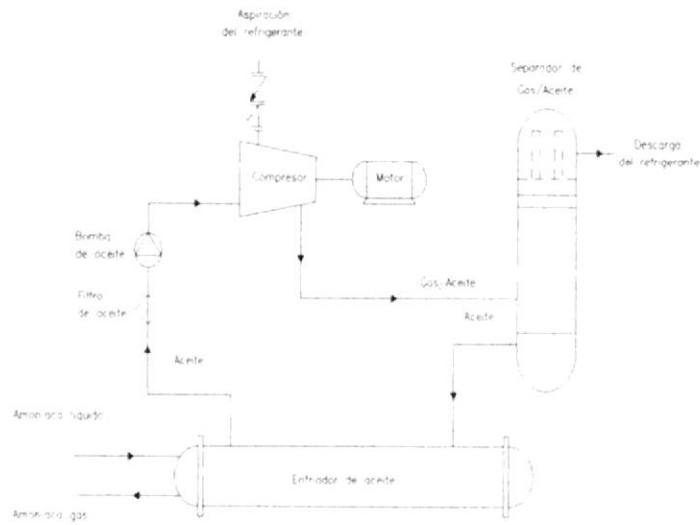 Aspiración
del refrigerante
Separador de
Gas/Aceite
Descarga
del refrigerante
Compresor
Motor
Bomba
de aceite
Gas/Aceite
Filtro
de aceite
Aceite
Aceite
Amoniaco líquido
Enfriador de aceite
Amoniaco gas